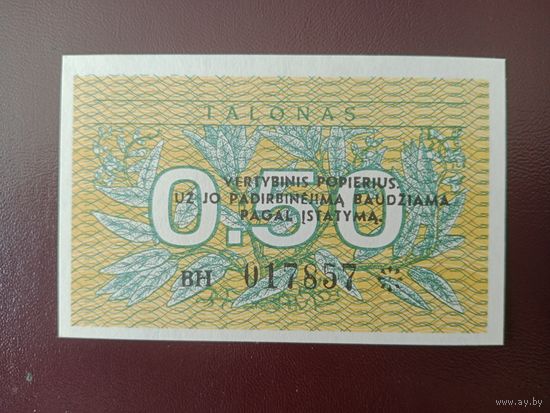 TALONAS
0.50
VERTYBINIS POPIERIUS.
UŽ JO PADIRBINĖJIMĄ BAUDŽIAMA
PAGAL ĮSTATYMĄ.
BH 017857
www.ay.by